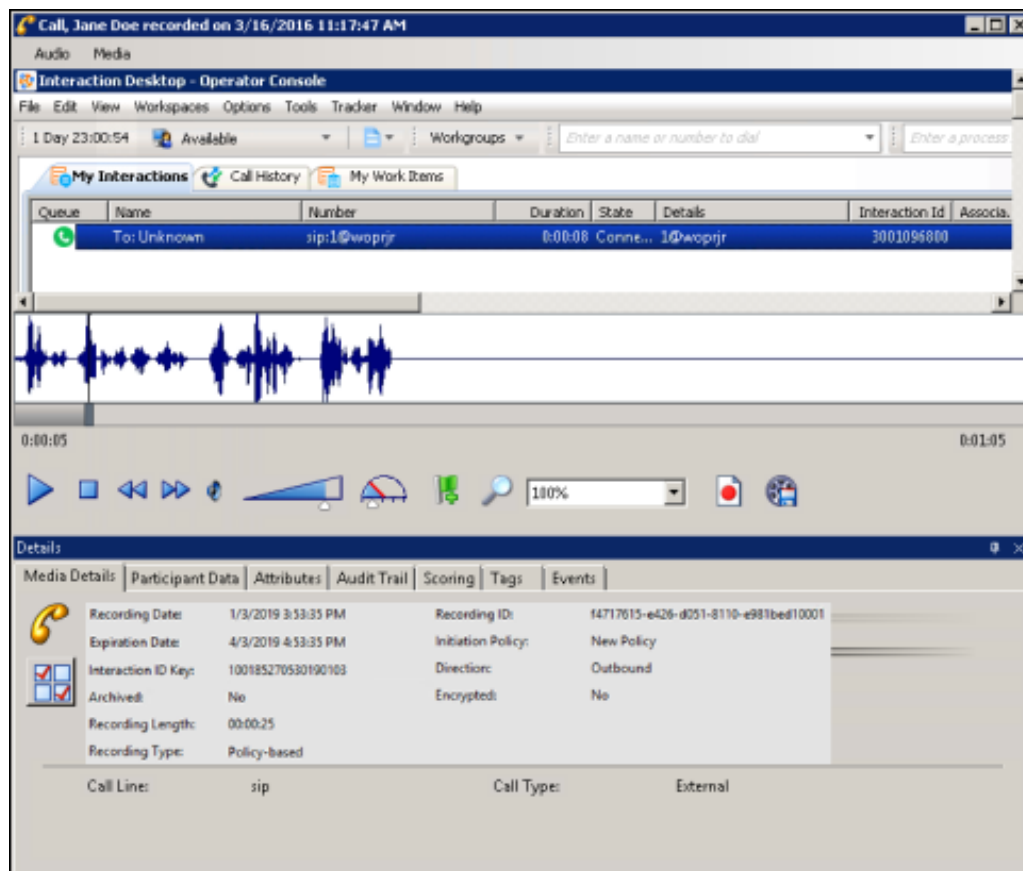 Call, Jane Doe recorded on 3/16/2016 11:17:47 AM
Audio Media
Interaction Desktop - Operator Console
File Edit View Workspaces Options Tools Tracker Window Help
1 Day 23:00:54 Available Workgroups Enter a name or number to dial Enter a process
My Interactions Call History My Work Items
Queue Name Number Duration State Details Interaction Id Associa.
To: Unknown sip:1@woprjr 0:00:08 Conne... 1@woprjr 3001096800
0:00:05 0:01:05
100%
Details
Media Details Participant Data Attributes Audit Trail Scoring Tags Events
Recording Date: 1/3/2019 3:53:35 PM Recording ID: f4717615-e426-d051-8110-e981bed10001
Expiration Date: 4/3/2019 4:53:35 PM Initiation Policy: New Policy
Interaction ID Key: 100185270530190103 Direction: Outbound
Archived: No Encrypted: No
Recording Length: 00:00:25
Recording Type: Policy-based
Call Line: sip Call Type: External